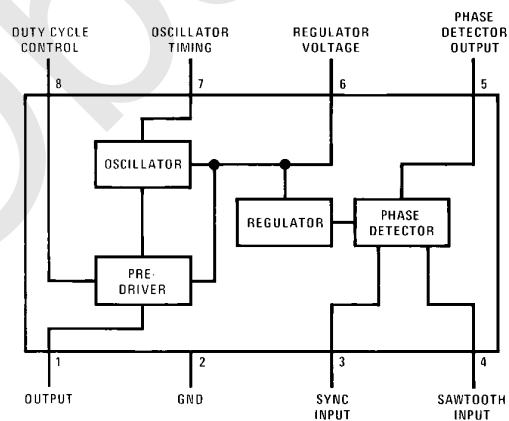 DUTY CYCLE
CONTROL
OSCILLATOR
TIMING
REGULATOR
VOLTAGE
PHASE
DETECTOR
OUTPUT
8
7
6
5
OSCILLATOR
REGULATOR
PHASE
DETECTOR
PRE-
DRIVER
1
2
3
4
OUTPUT
GND
SYNC
INPUT
SAWTOOTH
INPUT